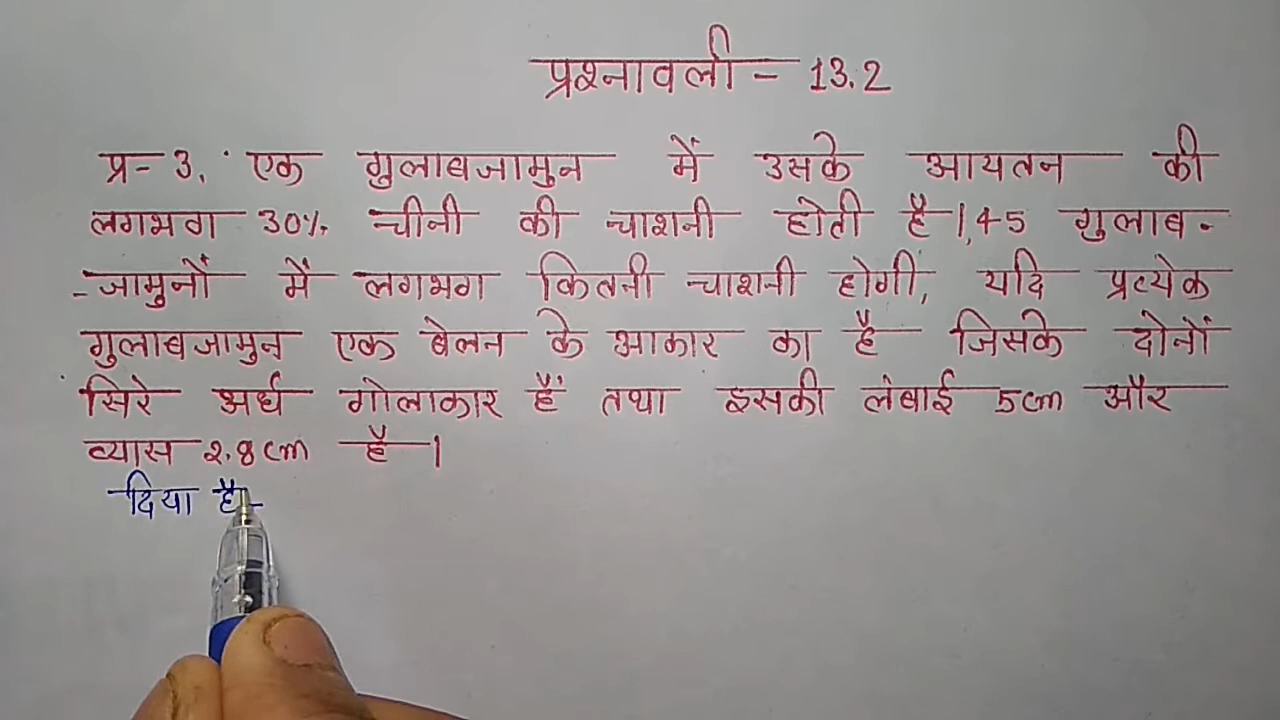 प्रश्नावली - 13.2
प्र- 3. एक गुलाबजामुन में उसके आयतन की
लगभग 30% चीनी की चाशनी होती है।, 45 गुलाब-
-जामुनों में लगभग कितनी चाशनी होगी, यदि प्रत्येक
गुलाबजामुन एक बेलन के आकार का है जिसके दोनों
सिरे अर्ध गोलाकार हैं तथा इसकी लंबाई 5cm और
व्यास 2.8cm है।
दिया है-